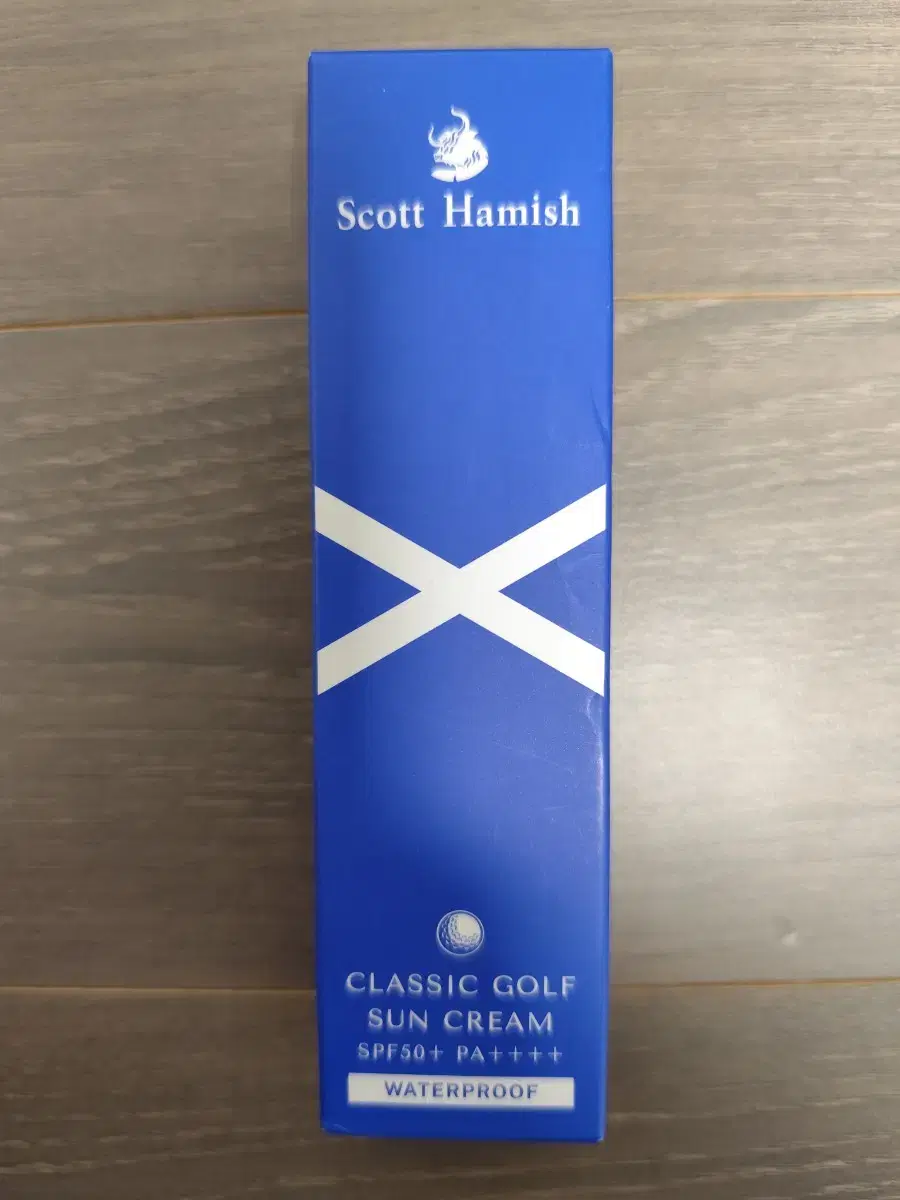 Scott Hamish
CLASSIC GOLF
SUN CREAM
SPF50+ PA++++
WATERPROOF